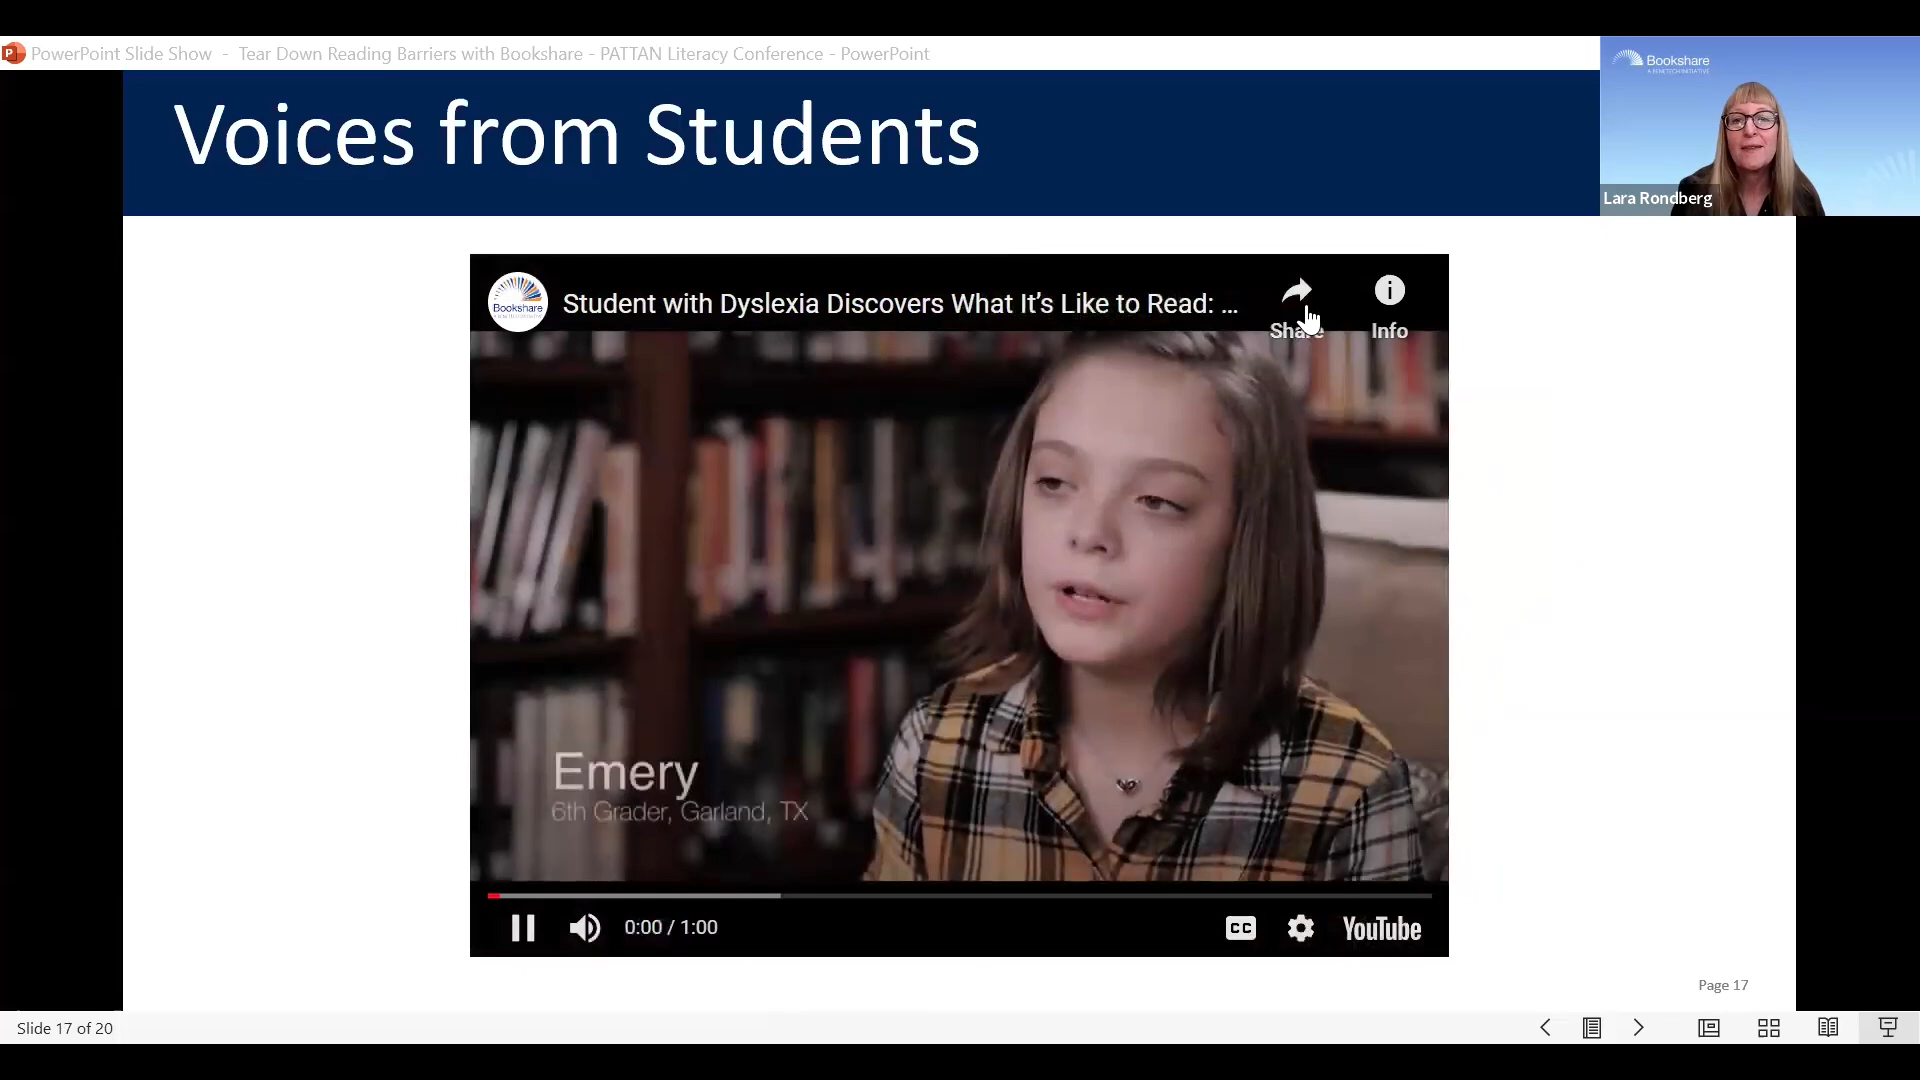 PowerPoint Slide Show - Tear Down Reading Barriers with Bookshare - PATTAN Literacy Conference - PowerPoint
Bookshare
Lara Rondberg
Voices from Students
Bookshare
Student with Dyslexia Discovers What It’s Like to Read: ...
Share
Info
Emery
6th Grader, Garland, TX
0:00 / 1:00
CC
YouTube
Page 17
Slide 17 of 20